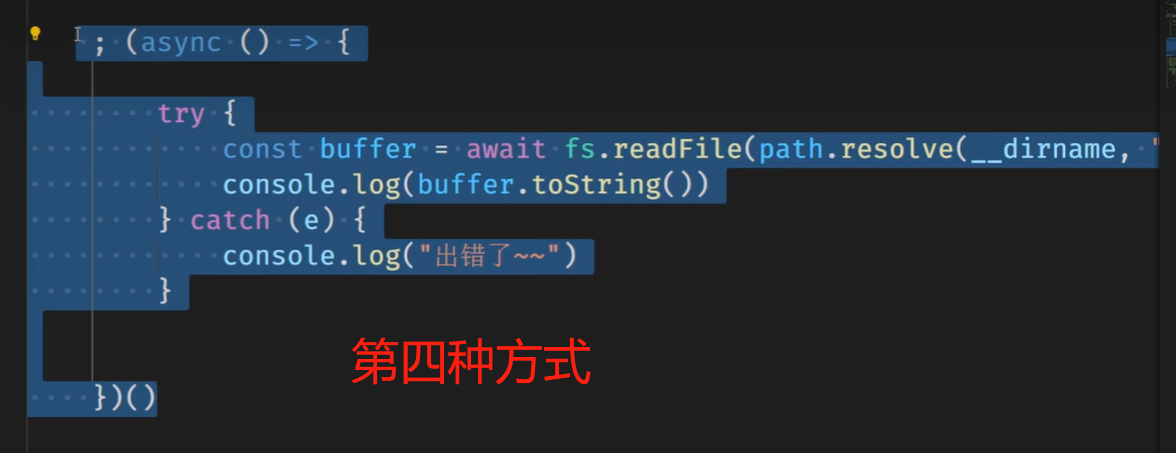 ; (async () => {
try {
const buffer = await fs.readFile(path.resolve(__dirname, "
console.log(buffer.toString())
} catch (e) {
console.log("出错了~~")
}
第四种方式
})()